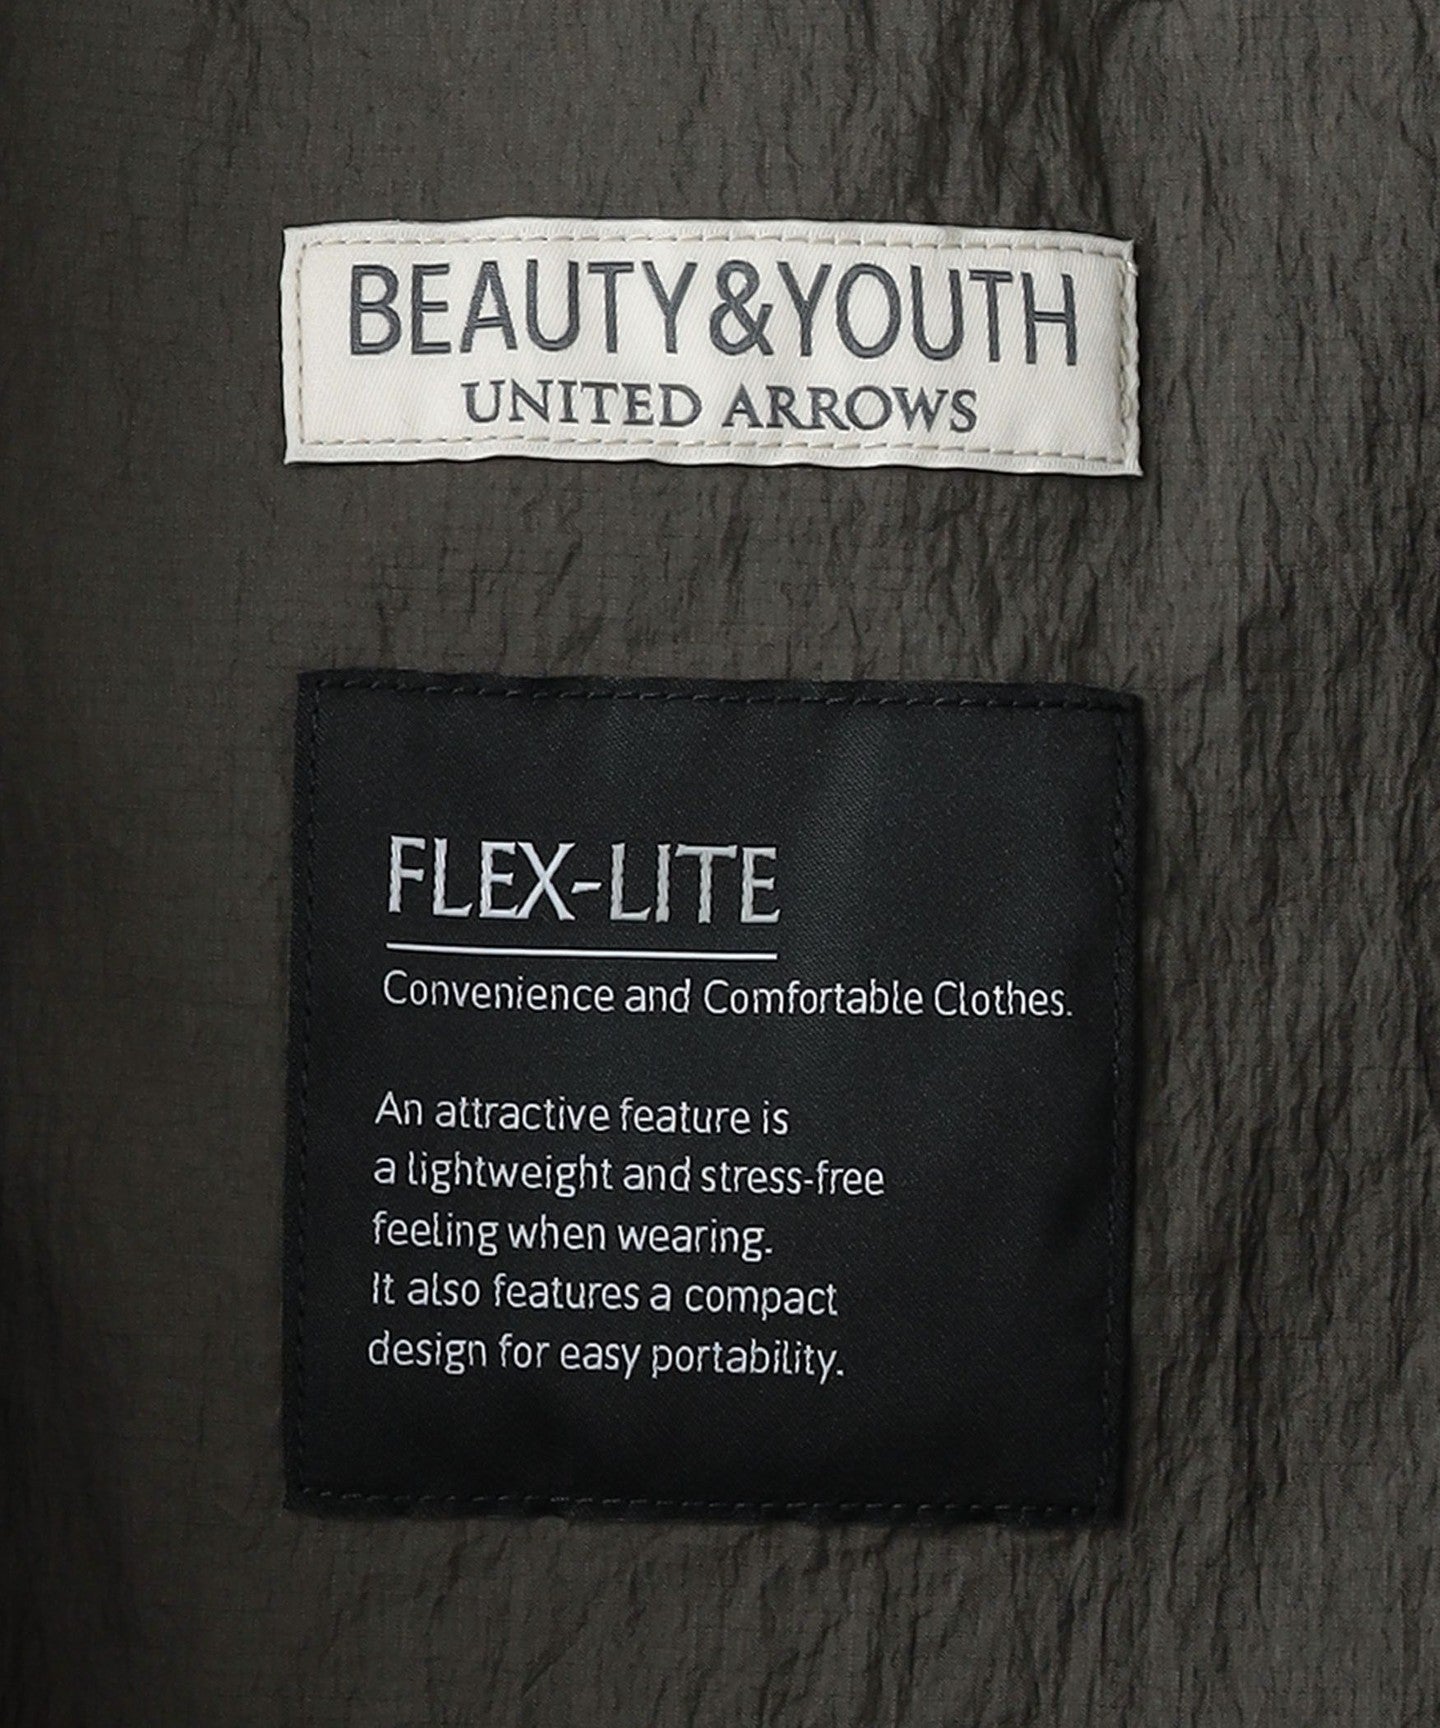 BEAUTY&YOUTH
UNITED ARROWS
FLEX-LITE
Convenience and Comfortable Clothes.
An attractive feature is
a lightweight and stress-free
feeling when wearing.
It also features a compact
design for easy portability.